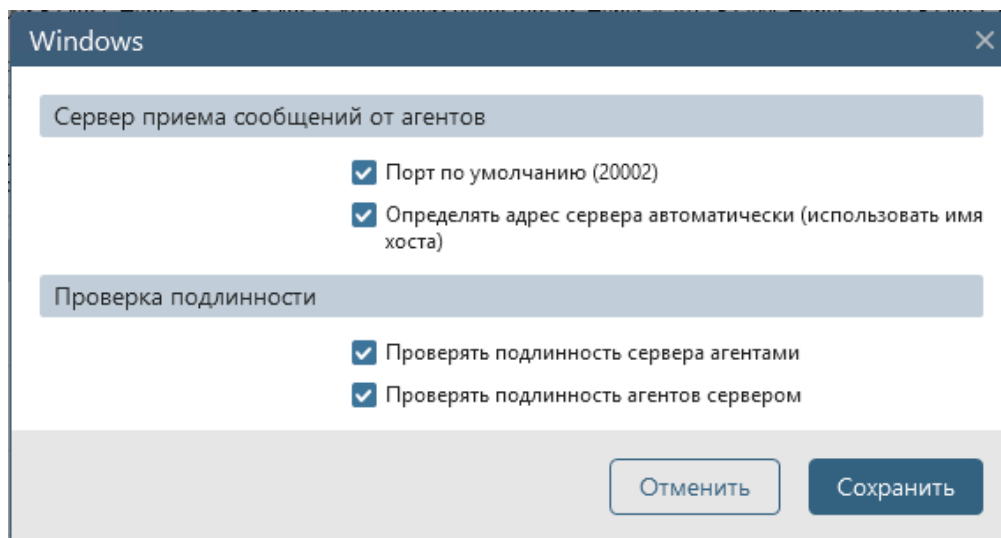 Windows
Сервер приема сообщений от агентов
Порт по умолчанию (20002)
Определять адрес сервера автоматически (использовать имя
хоста)
Проверка подлинности
Проверять подлинность сервера агентами
Проверять подлинность агентов сервером
Отменить
Сохранить